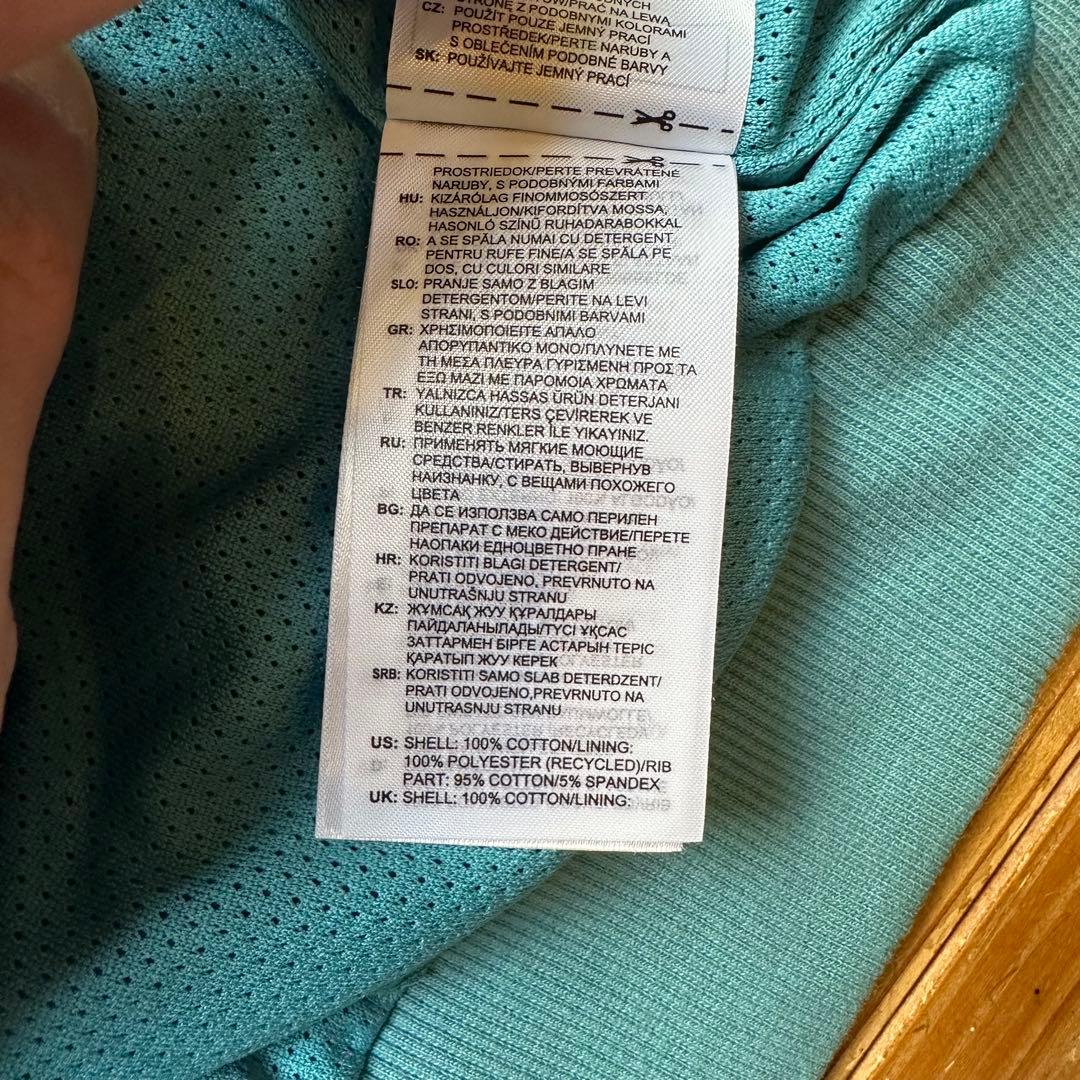 CZ: STRONĘ Z PODOBNYMI KOLORAMI
POUŽÍT POUZE JEMNÝ PRACÍ
PROSTŘEDEK/PERTE NARUBY A
S OBLEČENÍM PODOBNÉ BARVY
SK: POUŽÍVAJTE JEMNÝ PRACÍ
PROSTRIEDOK/PERTE PREVRÁTENÉ
NARUBY, S PODOBNÝMI FARBAMI
HU: KIZÁRÓLAG FINOMMOSÓSZERT
HASZNÁLJON/KIFORDÍTVA MOSSA,
HASONLÓ SZÍNŰ RUHADARABOKKAL
RO: A SE SPĂLA NUMAI CU DETERGENT
PENTRU RUFE FINE/A SE SPĂLA PE
DOS, CU CULORI SIMILARE
SLO: PRANJE SAMO Z BLAGIM
DETERGENTOM/PERITE NA LEVI
STRANI, S PODOBNIMI BARVAMI
GR: ΧΡΗΣΙΜΟΠΟΙΕΙΤΕ ΑΠΑΛΟ
ΑΠΟΡΥΠΑΝΤΙΚΟ ΜΟΝΟ/ΠΛΥΝΕΤΕ ΜΕ
ΤΗ ΜΕΣΑ ΠΛΕΥΡΑ ΓΥΡΙΣΜΕΝΗ ΠΡΟΣ ΤΑ
ΕΞΩ ΜΑΖΙ ΜΕ ΠΑΡΟΜΟΙΑ ΧΡΩΜΑΤΑ
TR: YALNIZCA HASSAS ÜRÜN DETERJANI
KULLANINIZ/TERS ÇEVİREREK VE
BENZER RENKLER İLE YIKAYINIZ.
RU: ПРИМЕНЯТЬ МЯГКИЕ МОЮЩИЕ
СРЕДСТВА/СТИРАТЬ, ВЫВЕРНУВ
НАИЗНАНКУ, С ВЕЩАМИ ПОХОЖЕГО
ЦВЕТА
BG: ДА СЕ ИЗПОЛЗВА САМО ПЕРИЛЕН
ПРЕПАРАТ С МЕКО ДЕЙСТВИЕ/ПЕРЕТЕ
НАОПАКИ ЕДНОЦВЕТНО ПРАНЕ
HR: KORISTITI BLAGI DETERGENT/
PRATI ODVOJENO, PREVRNUTO NA
UNUTRAŠNJU STRANU
KZ: ЖҰМСАҚ ЖУУ ҚҰРАЛДАРЫ
ПАЙДАЛАНЫЛАДЫ/ТҮСІ ҰҚСАС
ЗАТТАРМЕН БІРГЕ АСТАРЫН ТЕРІС
ҚАРАТЫП ЖУУ КЕРЕК
SRB: KORISTITI SAMO SLAB DETERDZENT/
PRATI ODVOJENO,PREVRNUTO NA
UNUTRASNJU STRANU
US: SHELL: 100% COTTON/LINING:
100% POLYESTER (RECYCLED)/RIB
PART: 95% COTTON/5% SPANDEX
UK: SHELL: 100% COTTON/LINING: